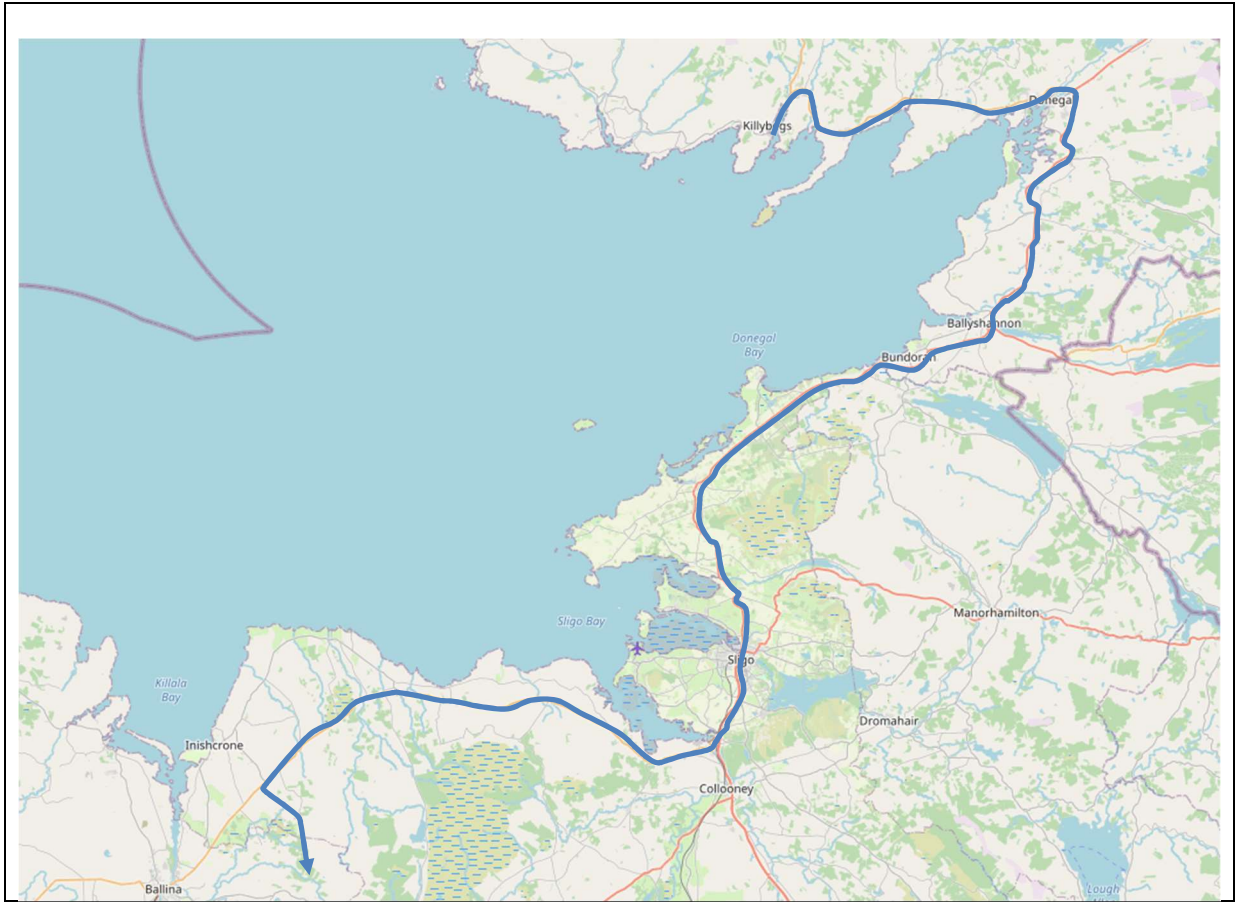 Donegal
Killybegs
Ballyshannon
Donegal
Bay
Bundoran
Manorhamilton
Sligo Bay
Sligo
Killala
Bay
Dromahair
Inishcrone
Collooney
Ballina
Lough